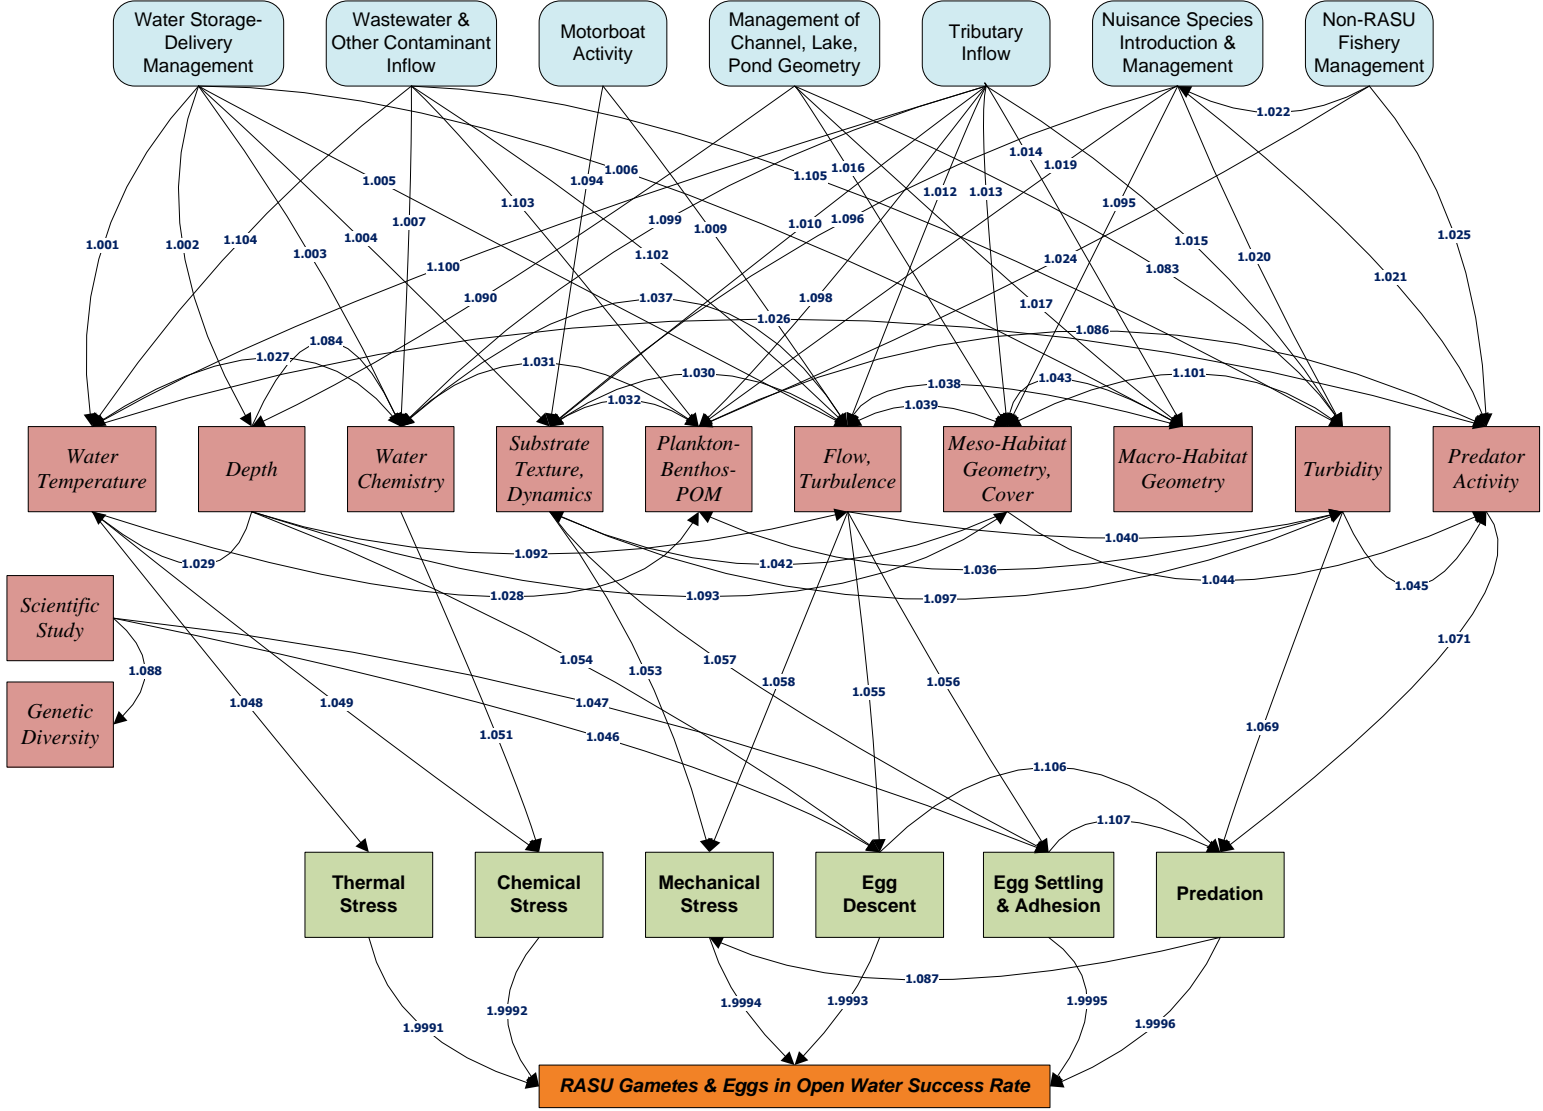 Water Storage-
Delivery
Management
Wastewater &
Other Contaminant
Inflow
Motorboat
Activity
Management of
Channel, Lake,
Pond Geometry
Tributary
Inflow
Nuisance Species
Introduction &
Management
Non-RASU
Fishery
Management
1.022
1.014
1.019
1.016
1.006
1.105
1.005
1.094
1.012
1.013
1.103
1.095
1.099
1.096
1.007
1.010
1.009
1.025
1.104
1.004
1.015
1.001
1.002
1.003
1.102
1.020
1.024
1.100
1.083
1.021
1.090
1.037
1.098
1.017
1.026
1.086
1.084
1.027
1.031
1.030
1.043
1.101
1.038
1.032
1.039
Water
Temperature
Depth
Water
Chemistry
Substrate
Texture,
Dynamics
Plankton-
Benthos-
POM
Flow,
Turbulence
Meso-Habitat
Geometry,
Cover
Macro-Habitat
Geometry
Turbidity
Predator
Activity
1.040
1.092
1.029
1.042
1.036
1.044
1.045
1.028
1.093
1.097
Scientific
Study
1.071
1.088
1.054
1.057
1.053
1.058
1.056
1.055
Genetic
Diversity
1.048
1.049
1.047
1.069
1.051
1.046
1.106
1.107
Thermal
Stress
Chemical
Stress
Mechanical
Stress
Egg
Descent
Egg Settling
& Adhesion
Predation
1.087
1.9994
1.9993
1.9995
1.9992
1.9996
1.9991
RASU Gametes & Eggs in Open Water Success Rate